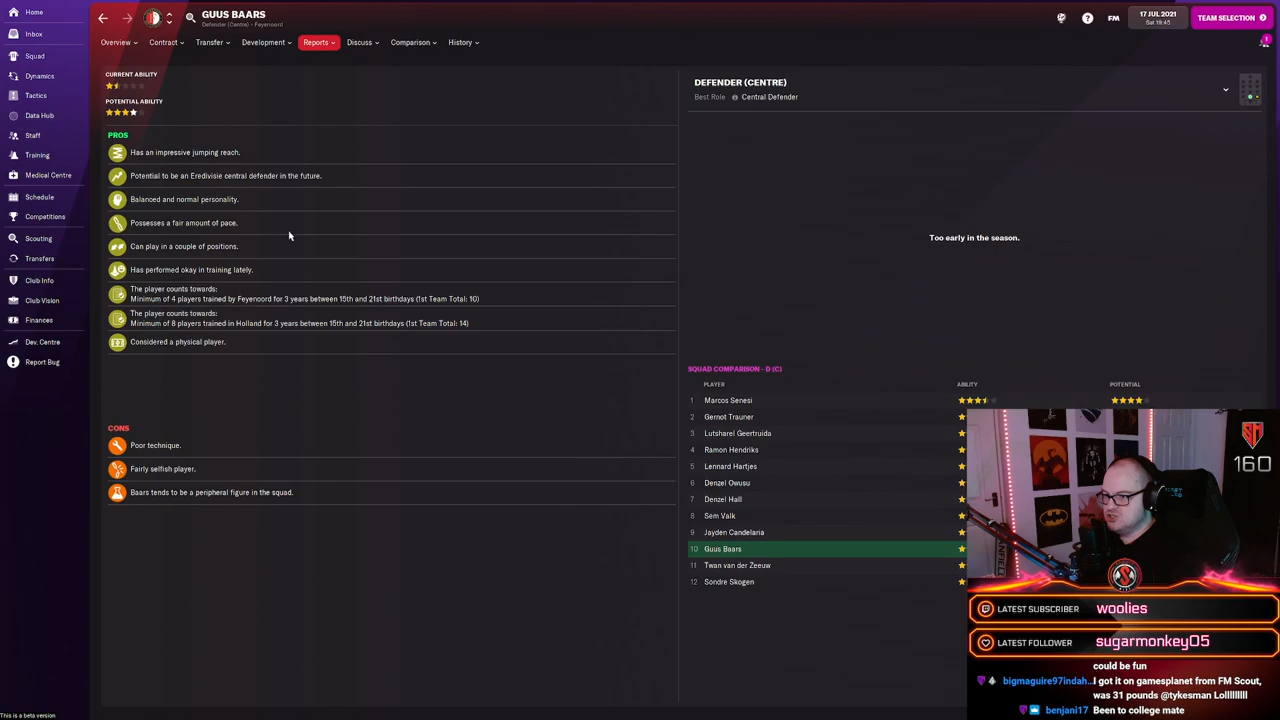 GUUS BAARS
Defender (Centre) - Feyenoord
17 JUL 2021
Sat 19:45
FM
TEAM SELECTION
Home
Inbox
Squad
Dynamics
Tactics
Data Hub
Staff
Training
Medical Centre
Schedule
Competitions
Scouting
Transfers
Club Info
Club Vision
Finances
Dev. Centre
Report Bug
This is a beta version
Overview
Contract
Transfer
Development
Reports
Discuss
Comparison
History
1
CURRENT ABILITY
POTENTIAL ABILITY
PROS
Has an impressive jumping reach.
Potential to be an Eredivisie central defender in the future.
Balanced and normal personality.
Possesses a fair amount of pace.
Can play in a couple of positions.
Has performed okay in training lately.
The player counts towards:
Minimum of 4 players trained by Feyenoord for 3 years between 15th and 21st birthdays (1st Team Total: 10)
The player counts towards:
Minimum of 8 players trained in Holland for 3 years between 15th and 21st birthdays (1st Team Total: 14)
Considered a physical player.
CONS
Poor technique.
Fairly selfish player.
Baars tends to be a peripheral figure in the squad.
DEFENDER (CENTRE)
Best Role Central Defender
Too early in the season.
SQUAD COMPARISON - D (C)
PLAYER ABILITY POTENTIAL
1 Marcos Senesi
2 Gernot Trauner
3 Lutsharel Geertruida
4 Ramon Hendriks
5 Lennard Hartjes
6 Denzel Owusu
7 Denzel Hall
8 Sem Valk
9 Jayden Candelaria
10 Guus Baars
11 Twan van der Zeeuw
12 Sondre Skogen
SM
160
LATEST SUBSCRIBER woolies
LATEST FOLLOWER sugarmonkey05
could be fun
bigmaguire97indah... I got it on gamesplanet from FM Scout,
was 31 pounds @tykesman Lolllllllll
benjani17 Been to college mate